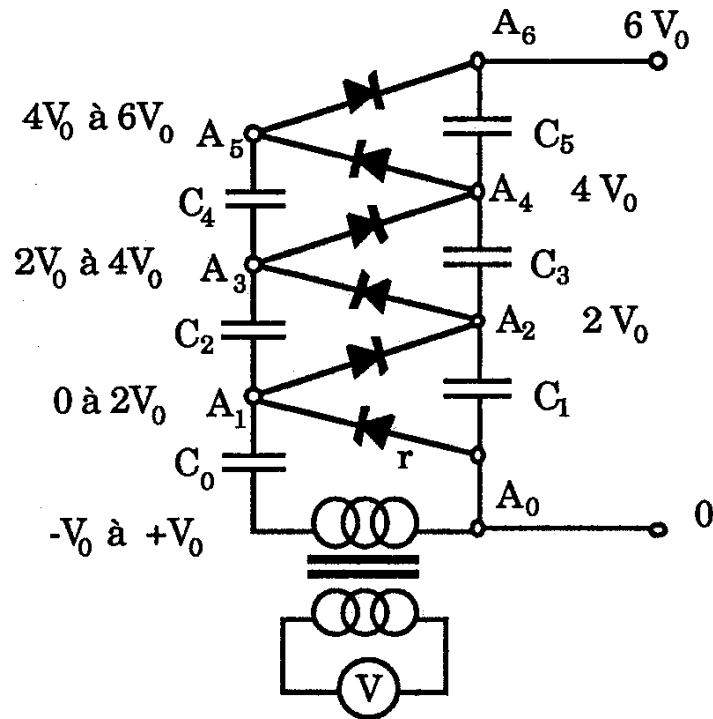 A₆ 6 V₀
4V₀ à 6V₀ A₅ C₅
C₄ A₄ 4 V₀
2V₀ à 4V₀ A₃ C₃
C₂ A₂ 2 V₀
0 à 2V₀ A₁ C₁
C₀ r
A₀ 0
-V₀ à +V₀
V